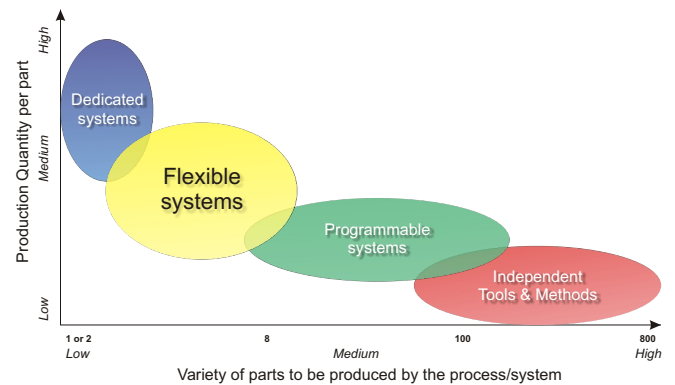 High
Medium
Low
Production Quantity per part
Dedicated
systems
Flexible
systems
Programmable
systems
Independent
Tools & Methods
1 or 2
8
100
800
Low
Medium
High
Variety of parts to be produced by the process/system